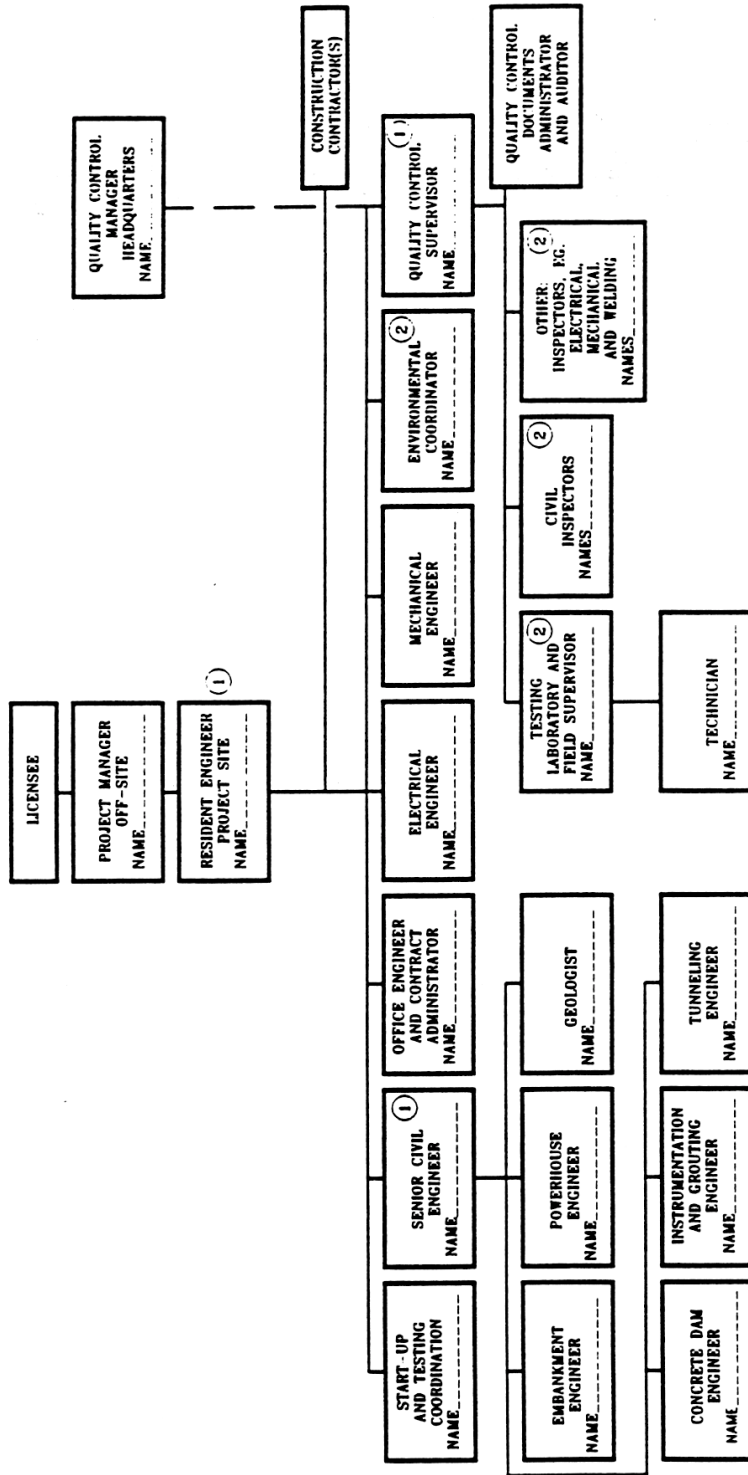 LICENSEE
PROJECT MANAGER
OFF-SITE
NAME
RESIDENT ENGINEER
PROJECT SITE
NAME
1
QUALITY CONTROL
MANAGER
HEADQUARTERS
NAME
CONSTRUCTION
CONTRACTOR(S)
START-UP
AND TESTING
COORDINATION
NAME
SENIOR CIVIL
ENGINEER
NAME
1
OFFICE ENGINEER
AND CONTRACT
ADMINISTRATOR
NAME
ELECTRICAL
ENGINEER
NAME
MECHANICAL
ENGINEER
NAME
ENVIRONMENTAL
COORDINATOR
NAME
2
QUALITY CONTROL
SUPERVISOR
NAME
1
EMBANKMENT
ENGINEER
NAME
POWERHOUSE
ENGINEER
NAME
GEOLOGIST
NAME
TESTING
LABORATORY AND
FIELD SUPERVISOR
NAME
2
CIVIL
INSPECTORS
NAMES
2
OTHER:
INSPECTORS, E.G.
ELECTRICAL,
MECHANICAL
AND WELDING
NAMES
2
QUALITY CONTROL
DOCUMENTS
ADMINISTRATOR
AND AUDITOR
CONCRETE DAM
ENGINEER
NAME
INSTRUMENTATION
AND GROUTING
ENGINEER
NAME
TUNNELING
ENGINEER
NAME
TECHNICIAN
NAME